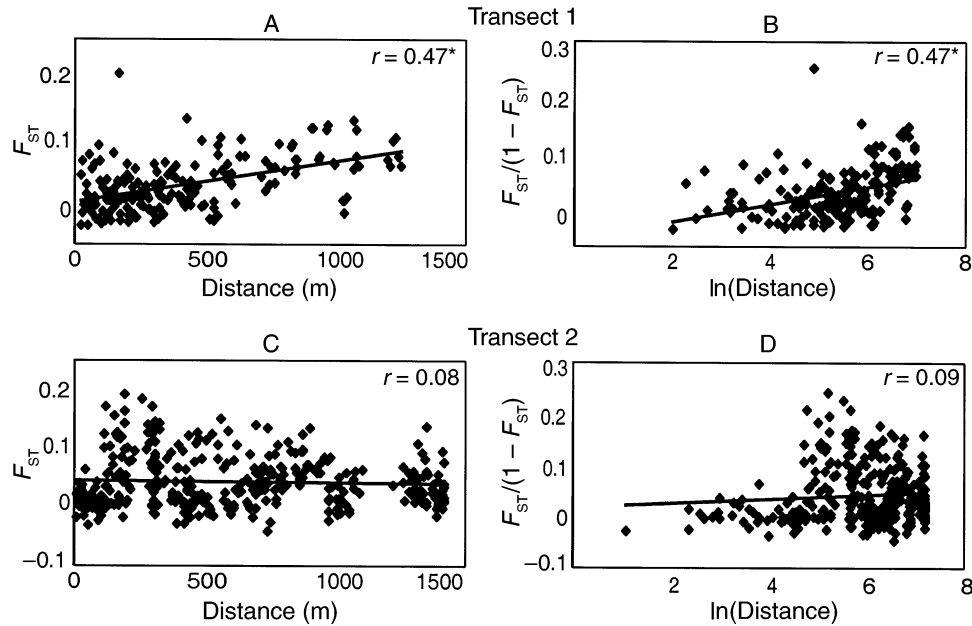 Transect 1
A
r = 0.47*
0.2
0.1
0
F_ST
0
500
1000
1500
Distance (m)
B
r = 0.47*
0.3
0.2
0.1
0
F_ST/(1 − F_ST)
2
4
6
8
ln(Distance)
Transect 2
C
r = 0.08
0.2
0.1
0
−0.1
F_ST
0
500
1000
1500
Distance (m)
D
r = 0.09
0.3
0.2
0.1
0
−0.1
F_ST/(1 − F_ST)
2
4
6
8
ln(Distance)